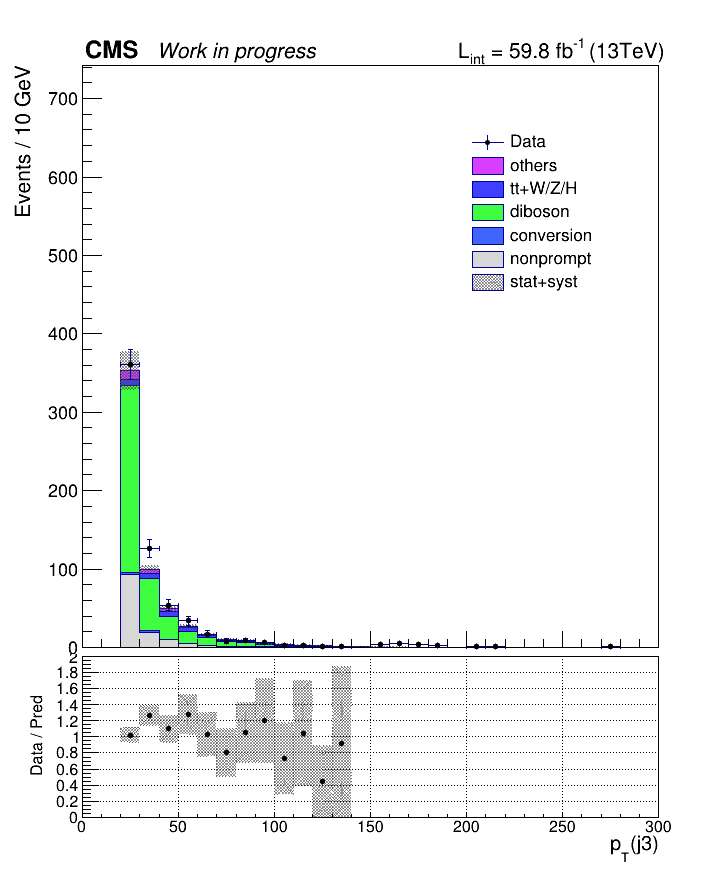 CMS Work in progress L_int = 59.8 fb⁻¹ (13TeV)
Events / 10 GeV
700
600
500
400
300
200
100
0
Data
others
tt+W/Z/H
diboson
conversion
nonprompt
stat+syst
Data / Pred
2
1.8
1.6
1.4
1.2
1
0.8
0.6
0.4
0.2
0
0 50 100 150 200 250 300
p_T(j3)